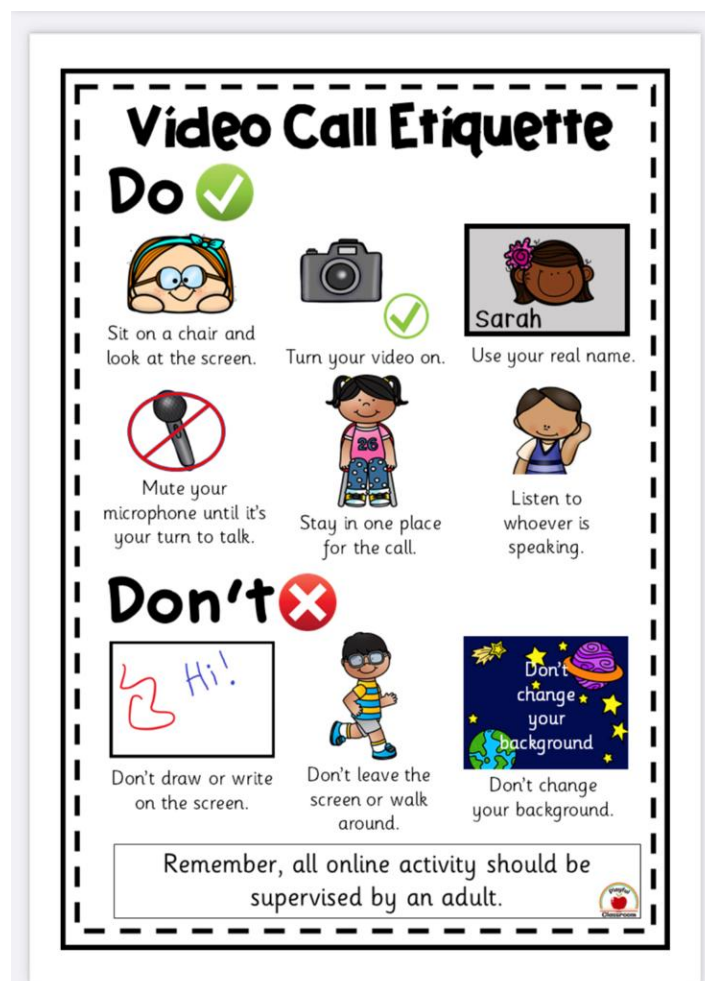 Video Call Etiquette
Do
Sit on a chair and
look at the screen.
Turn your video on.
Sarah
Use your real name.
Mute your
microphone until it's
your turn to talk.
26
Stay in one place
for the call.
Listen to
whoever is
speaking.
Don't
Hi!
Don't draw or write
on the screen.
Don't leave the
screen or walk
around.
Don't
change
your
background
Don't change
your background.
Remember, all online activity should be
supervised by an adult.
Playful
Classroom